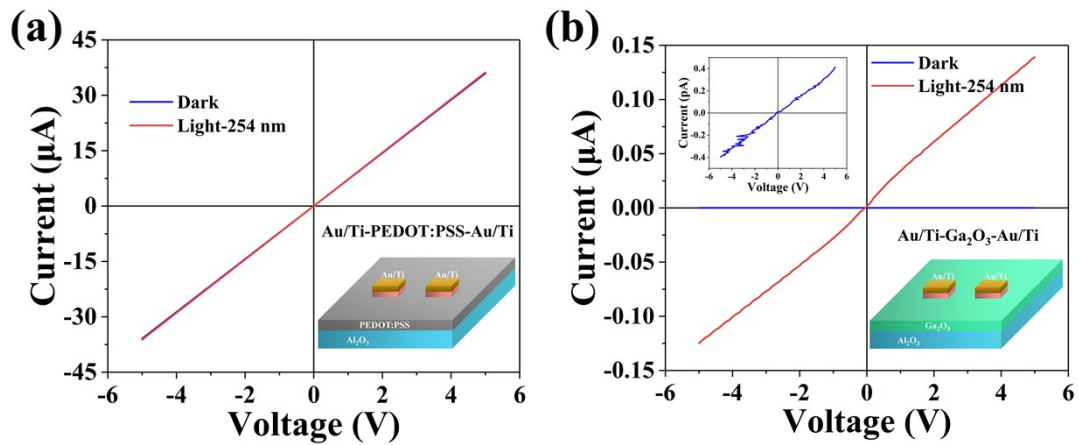 (a)
45
30
15
0
-15
-30
-45
Current (µA)
-6 -4 -2 0 2 4 6
Voltage (V)
Dark
Light-254 nm
Au/Ti-PEDOT:PSS-Au/Ti
Au/Ti Au/Ti
PEDOT:PSS
Al₂O₃
(b)
0.15
0.10
0.05
0.00
-0.05
-0.10
-0.15
Current (µA)
-6 -4 -2 0 2 4 6
Voltage (V)
Dark
Light-254 nm
0.4
0.2
0.0
-0.2
-0.4
Current (pA)
-6 -4 -2 0 2 4 6
Voltage (V)
Au/Ti-Ga₂O₃-Au/Ti
Au/Ti Au/Ti
Ga₂O₃
Al₂O₃